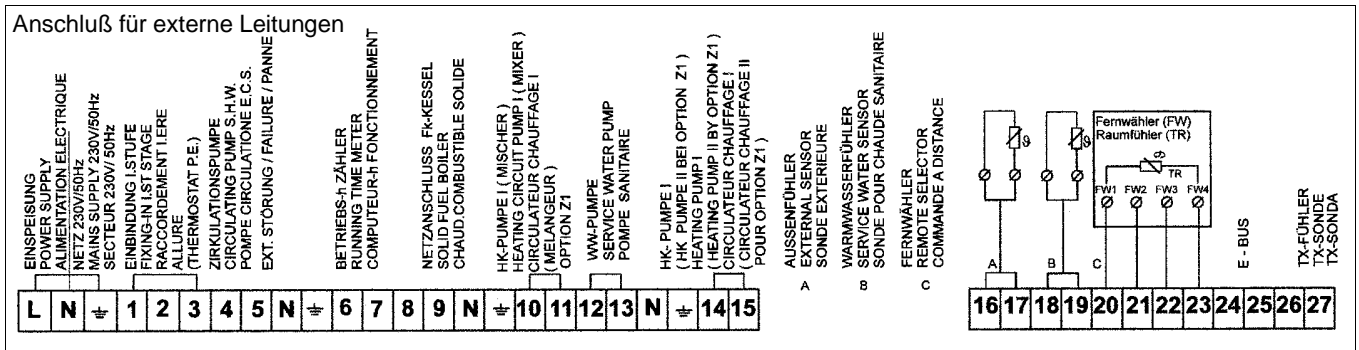 Anschluß für externe Leitungen
EINSPEISUNG
POWER SUPPLY
ALIMENTATION ELECTRIQUE
NETZ 230V/50Hz
MAINS SUPPLY 230V/50Hz
SECTEUR 230V/ 50Hz
EINBINDUNG I.STUFE
FIXING-IN I.ST STAGE
RACCORDEMENT I.ERE
ALLURE
(THERMOSTAT P.E.)
ZIRKULATIONSPUMPE
CIRCULATING PUMP S.H.W.
POMPE CIRCULATIONE E.C.S.
EXT. STÖRUNG / FAILURE / PANNE
BETRIEBS-h ZÄHLER
RUNNING TIME METER
COMPUTEUR-h FONCTIONNEMENT
NETZANSCHLUSS Fk-KESSEL
SOLID FUEL BOILER
CHAUD.COMBUSTIBLE SOLIDE
HK-PUMPE I ( MISCHER )
HEATING CIRCUIT PUMP I ( MIXER )
CIRCULATEUR CHAUFFAGE I
( MELANGEUR )
OPTION Z1
WW-PUMPE
SERVICE WATER PUMP
POMPE SANITAIRE
HK- PUMPE I
( HK PUMPE II BEI OPTION Z1 )
HEATING PUMP I
( HEATING PUMP II BY OPTION Z1 )
CIRCULATEUR CHAUFFAGE I
( CIRCULATEUR CHAUFFAGE II
POUR OPTION Z1 )
AUSSENFÜHLER
EXTERNAL SENSOR
SONDE EXTERIEURE
A
WARMWASSERFÜHLER
SERVICE WATER SENSOR
SONDE POUR CHAUDE SANITAIRE
B
FERNWÄHLER
REMOTE SELECTOR
COMMANDE A DISTANCE
C
ϑ
ϑ
Fernwähler (FW)
Raumfühler (TR)
ϑ
TR
FW1 FW2 FW3 FW4
A
B
C
E - BUS
TX-FÜHLER
TX-SONDE
TX-SONDA
L N 1 2 3 4 5 N 6 7 8 9 N 10 11 12 13 N 14 15
16 17 18 19 20 21 22 23 24 25 26 27